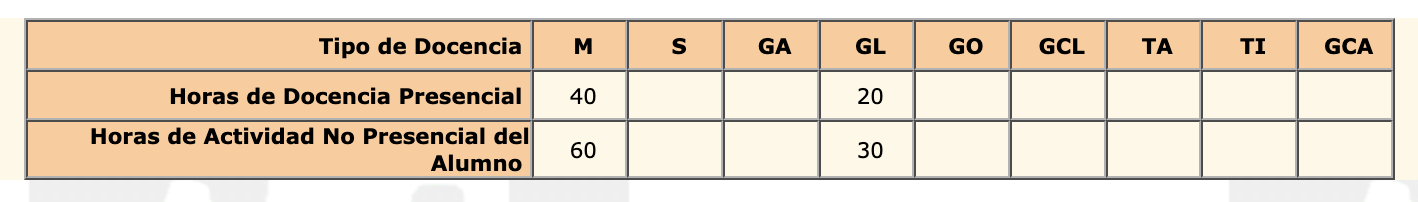 Tipo de Docencia M S GA GL GO GCL TA TI GCA
Horas de Docencia Presencial 40 20
Horas de Actividad No Presencial del
Alumno 60 30